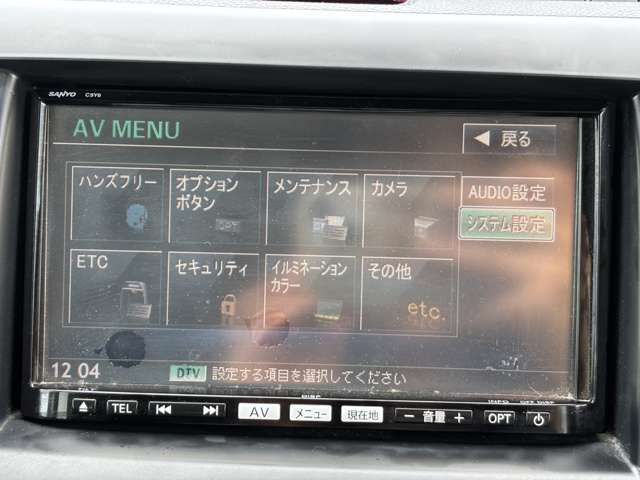 SANYO
AV MENU
◀ 戻る
ハンズフリー
オプション
ボタン
メンテナンス
カメラ
AUDIO設定
システム設定
ETC
セキュリティ
イルミネーション
カラー
その他
etc.
12 04
DTV 設定する項目を選択してください
TEL
AV
メニュー
現在地
− 音量 +
OPT